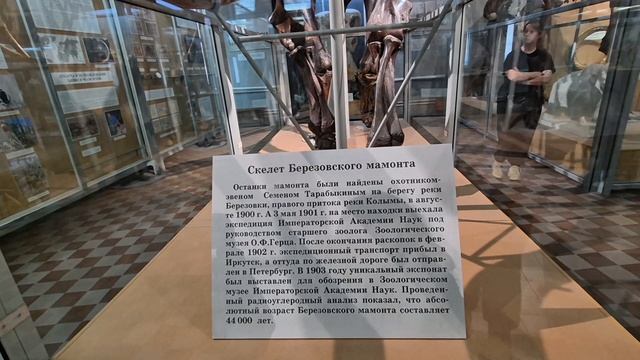 Скелет Березовского мамонта
Останки мамонта были найдены охотником-
эвеном Семеном Тарабыкиным на берегу реки
Березовки, правого притока реки Колымы, в авгус-
те 1900 г. А 3 мая 1901 г. на место находки выехала
экспедиция Императорской Академии Наук под
руководством старшего зоолога Зоологического
музея О.Ф.Герца. После окончания раскопок в фев-
рале 1902 г. экспедиционный транспорт прибыл в
Иркутск, а оттуда по железной дороге был отправ-
лен в Петербург. В 1903 году уникальный экспонат
был выставлен для обозрения в Зоологическом
музее Императорской Академии Наук. Проведен-
ный радиоуглеродный анализ показал, что абсо-
лютный возраст Березовского мамонта составляет
44 000 лет.